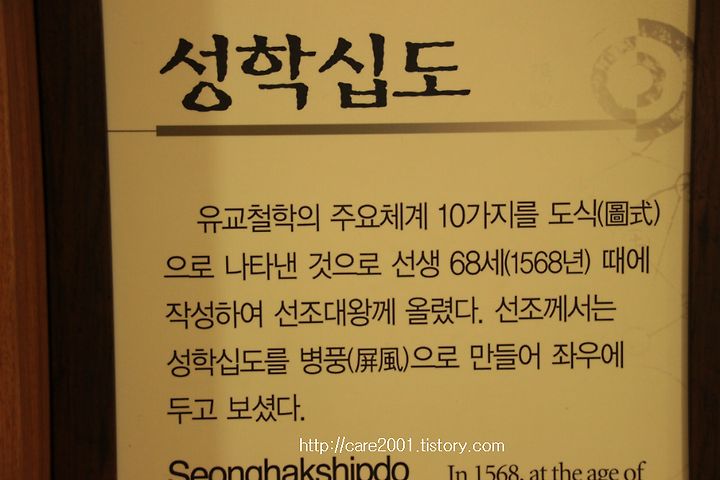 성학십도
유교철학의 주요체계 10가지를 도식(圖式)
으로 나타낸 것으로 선생 68세(1568년) 때에
작성하여 선조대왕께 올렸다. 선조께서는
성학십도를 병풍(屛風)으로 만들어 좌우에
두고 보셨다.
http://care2001.tistory.com
Seonghakshipdo In 1568, at the age of